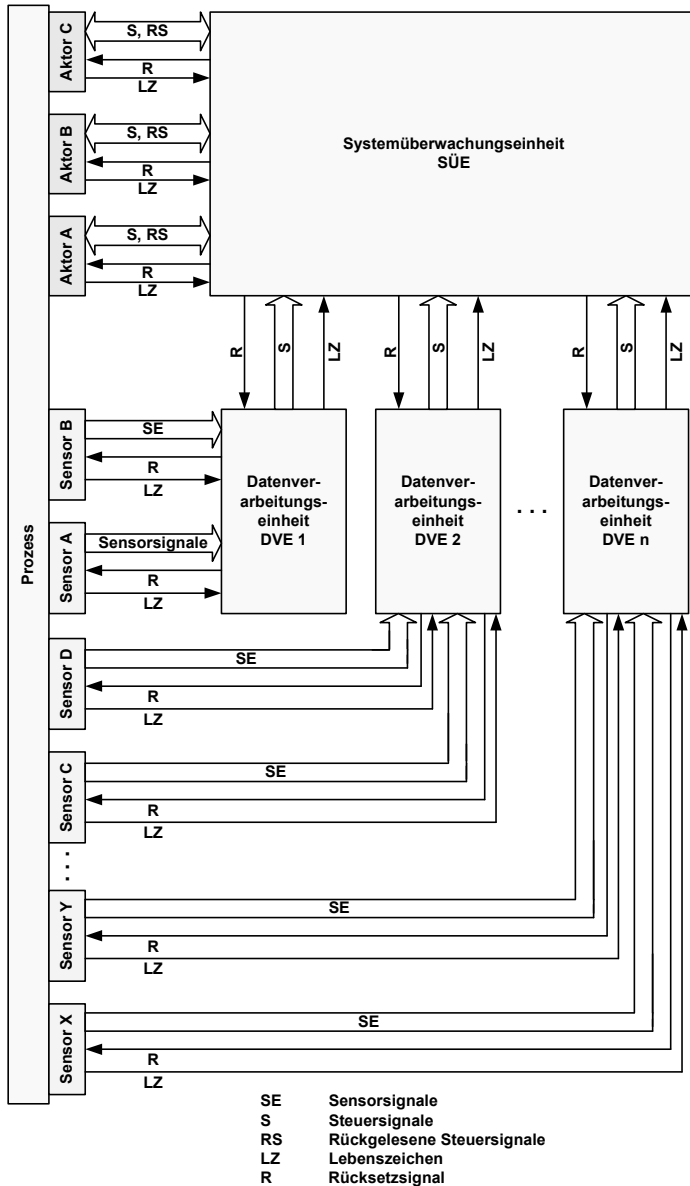 Prozess
Aktor C
S, RS
R
LZ
Aktor B
S, RS
R
LZ
Aktor A
S, RS
R
LZ
Systemüberwachungseinheit
SÜE
R
S
LZ
R
S
LZ
R
S
LZ
Sensor B
SE
R
LZ
Sensor A
Sensorsignale
R
LZ
Datenver-
arbeitungs-
einheit
DVE 1
Datenver-
arbeitungs-
einheit
DVE 2
. . .
Datenver-
arbeitungs-
einheit
DVE n
Sensor D
SE
R
LZ
Sensor C
SE
R
LZ
. . . .
Sensor Y
SE
R
LZ
Sensor X
SE
R
LZ
SE Sensorsignale
S Steuersignale
RS Rückgelesene Steuersignale
LZ Lebenszeichen
R Rücksetzsignal